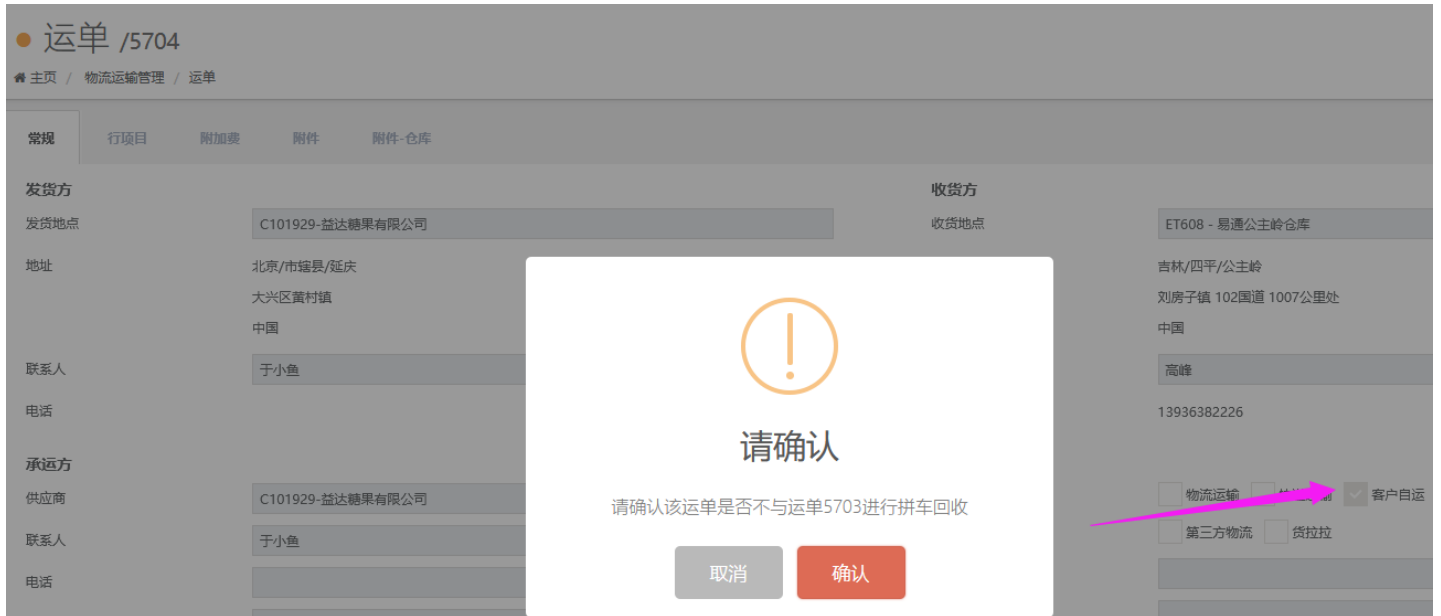 运单 /5704
主页 / 物流运输管理 / 运单
常规 行项目 附加费 附件 附件-仓库
发货方 收货方
发货地点 C101929-益达糖果有限公司 收货地点 ET608 - 易通公主岭仓库
地址 北京/市辖县/延庆 吉林/四平/公主岭
大兴区黄村镇 刘房子镇 102国道 1007公里处
中国 中国
联系人 于小鱼 高峰
电话 13936382226
请确认
承运方
供应商 C101929-益达糖果有限公司 物流运输 客户自运
请确认该运单是否不与运单5703进行拼车回收
联系人 于小鱼 第三方物流 货拉拉
取消 确认
电话